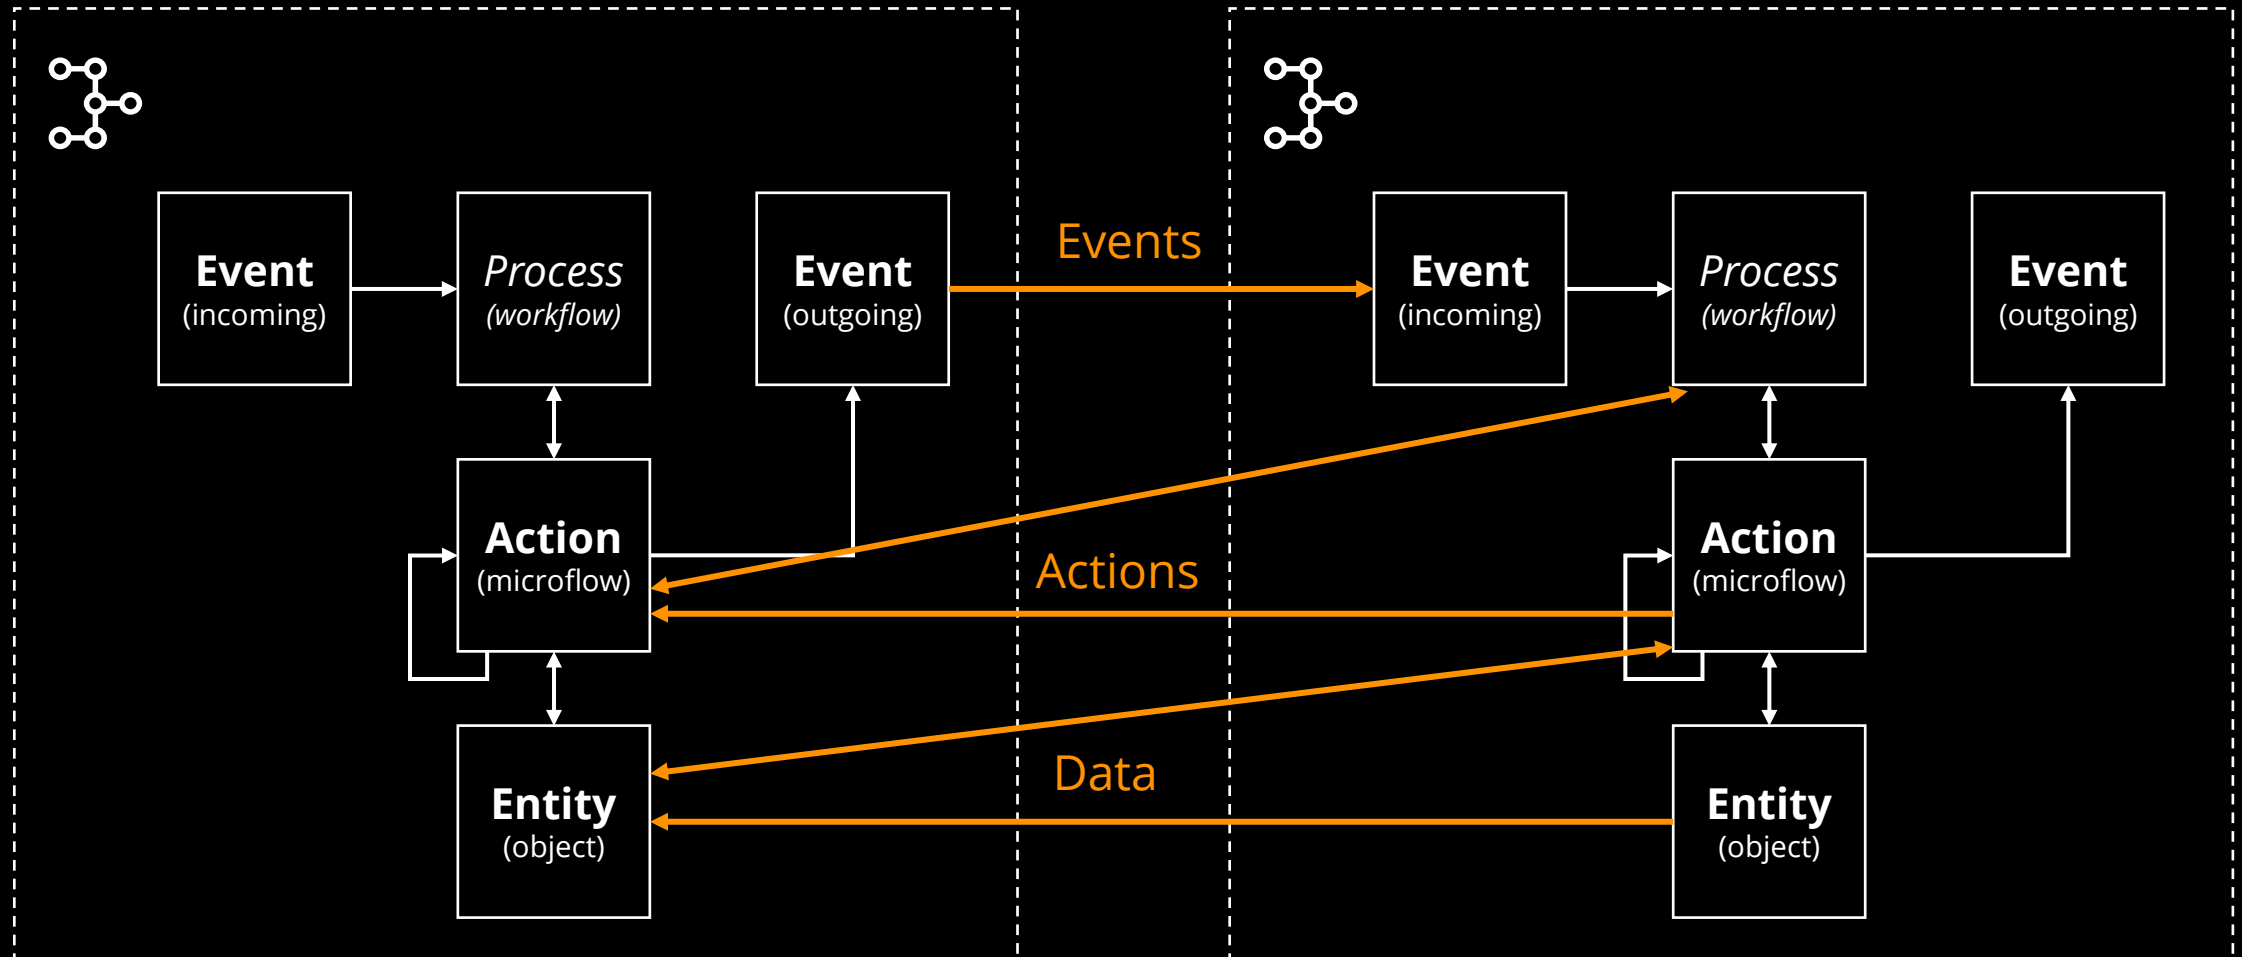 Event
(incoming)
Process
(workflow)
Event
(outgoing)
Events
Event
(incoming)
Process
(workflow)
Event
(outgoing)
Action
(microflow)
Actions
Action
(microflow)
Entity
(object)
Data
Entity
(object)